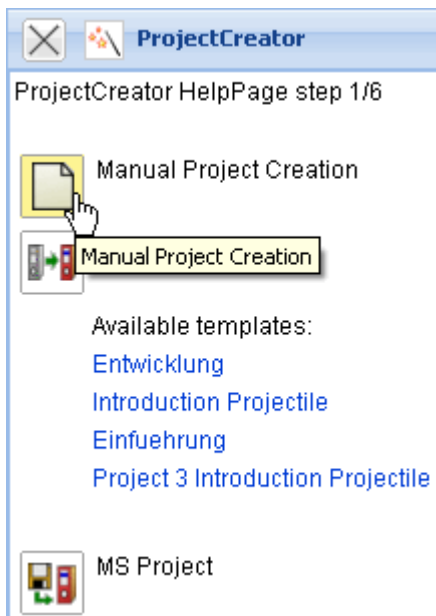 ProjectCreator
ProjectCreator HelpPage step 1/6
Manual Project Creation
Manual Project Creation
Available templates:
Entwicklung
Introduction Projectile
Einfuehrung
Project 3 Introduction Projectile
MS Project